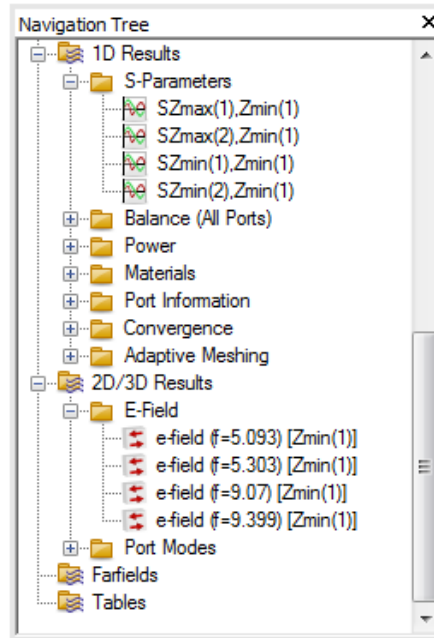 Navigation Tree
1D Results
S-Parameters
SZmax(1),Zmin(1)
SZmax(2),Zmin(1)
SZmin(1),Zmin(1)
SZmin(2),Zmin(1)
Balance (All Ports)
Power
Materials
Port Information
Convergence
Adaptive Meshing
2D/3D Results
E-Field
e-field (f=5.093) [Zmin(1)]
e-field (f=5.303) [Zmin(1)]
e-field (f=9.07) [Zmin(1)]
e-field (f=9.399) [Zmin(1)]
Port Modes
Farfields
Tables